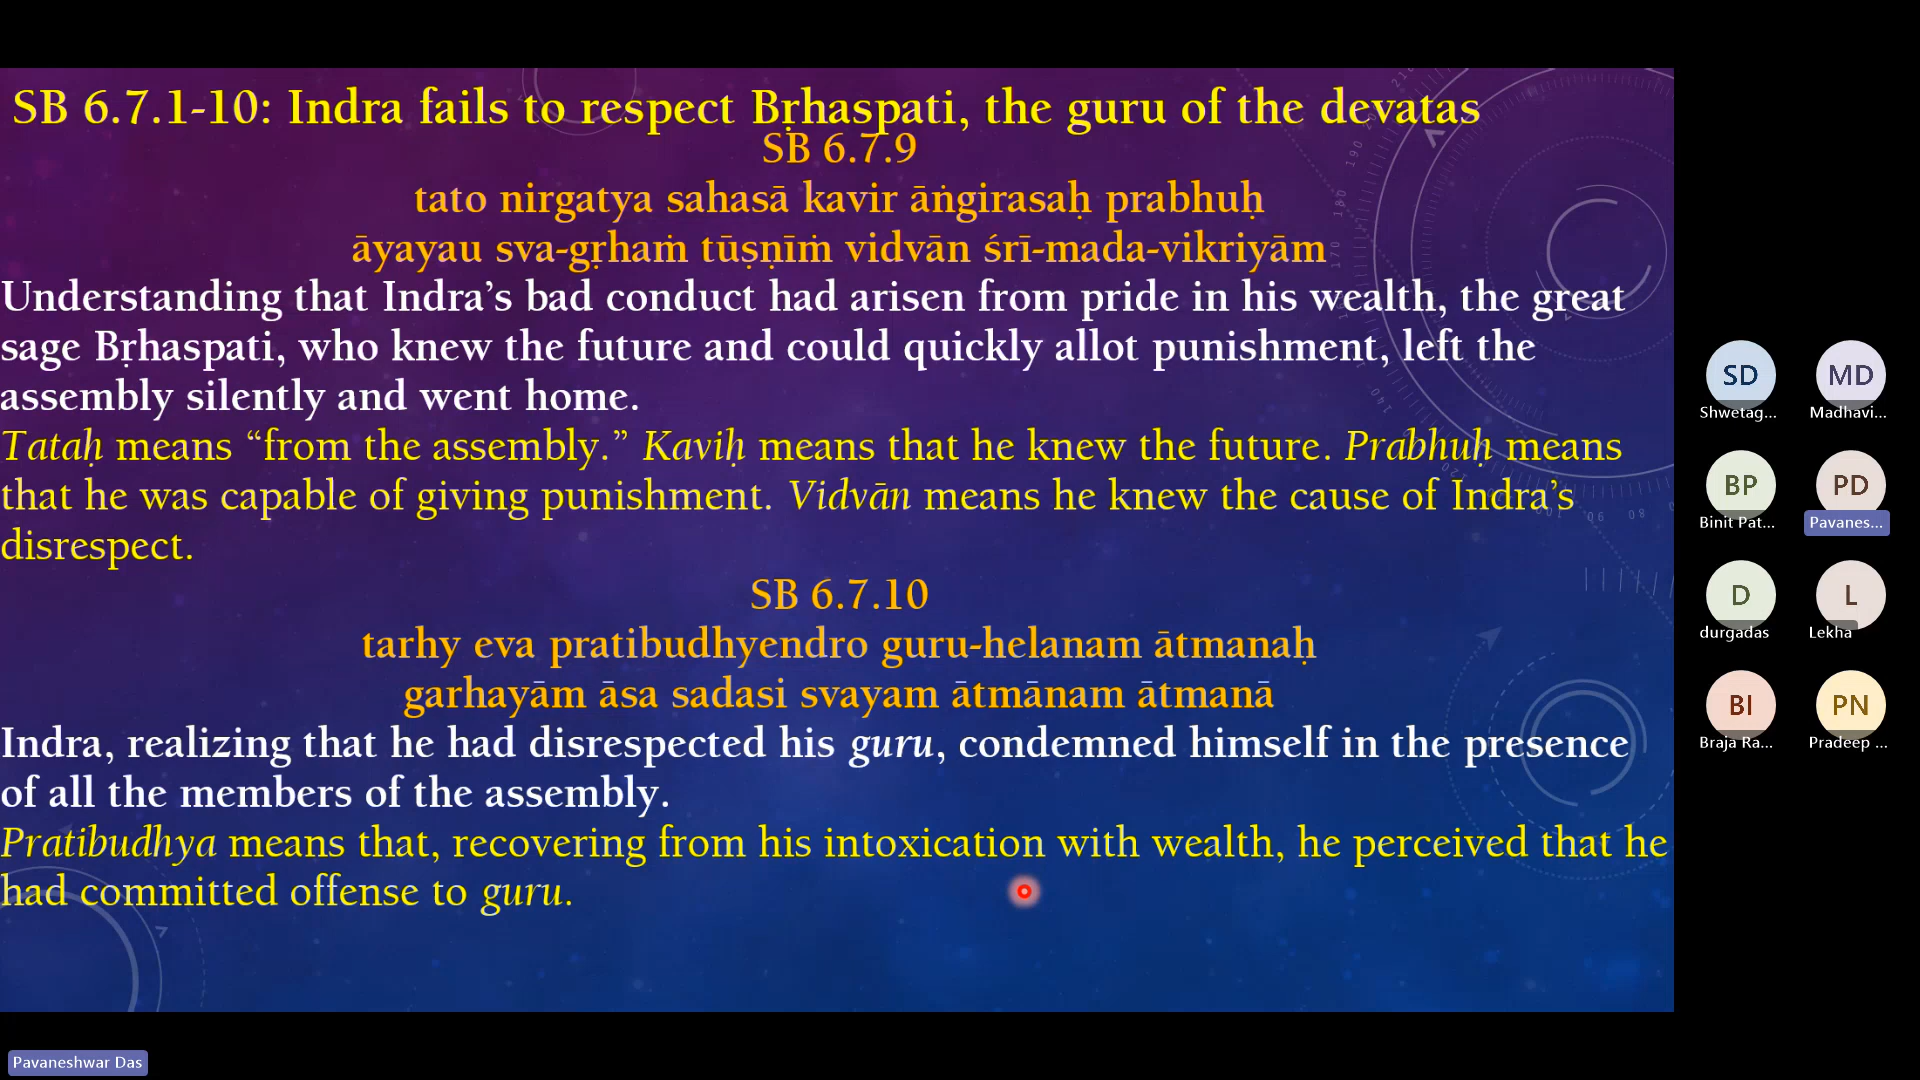 SB 6.7.1-10: Indra fails to respect Bṛhaspati, the guru of the devatas
SB 6.7.9
tato nirgatya sahasā kavir āṅgirasaḥ prabhuḥ
āyayau sva-gṛhaṁ tūṣṇīṁ vidvān śrī-mada-vikriyām
Understanding that Indra’s bad conduct had arisen from pride in his wealth, the great
sage Bṛhaspati, who knew the future and could quickly allot punishment, left the
assembly silently and went home.
Tataḥ means “from the assembly.” Kaviḥ means that he knew the future. Prabhuḥ means
that he was capable of giving punishment. Vidvān means he knew the cause of Indra’s
disrespect.
SB 6.7.10
tarhy eva pratibudhyendro guru-helanam ātmanaḥ
garhayām āsa sadasi svayam ātmānam ātmanā
Indra, realizing that he had disrespected his guru, condemned himself in the presence
of all the members of the assembly.
Pratibudhya means that, recovering from his intoxication with wealth, he perceived that he
had committed offense to guru.
SD MD
Shwetag... Madhavi...
BP PD
Binit Pat... Pavanes...
D L
durgadas Lekha
BI PN
Braja Ra... Pradeep ...
Pavaneshwar Das